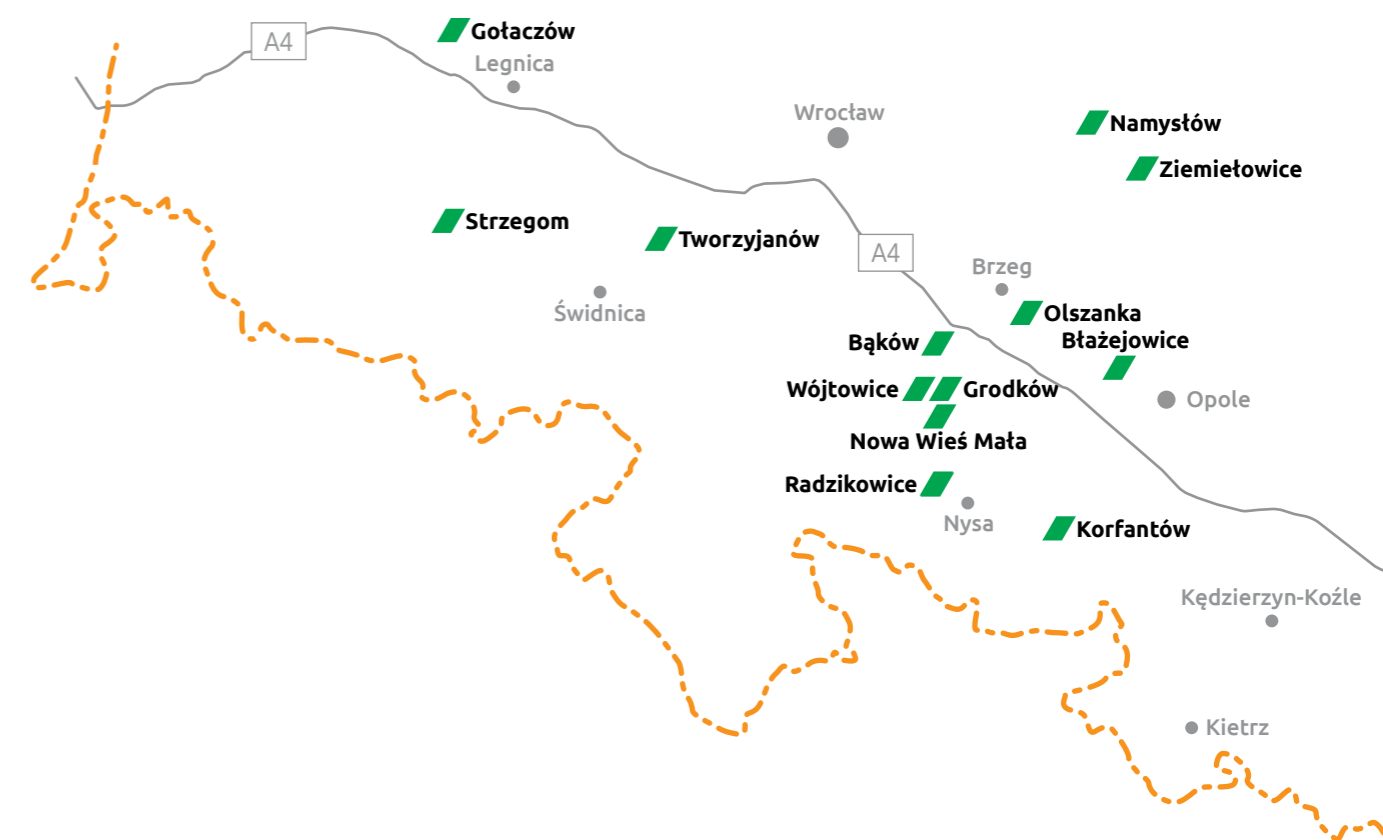 Gołaczów
A4
Legnica
Wrocław
Namysłów
Ziemiełowice
Strzegom
Tworzyjanów
A4
Brzeg
Świdnica
Olszanka
Bąków
Błażejowice
Wójtowice
Grodków
Opole
Nowa Wieś Mała
Radzikowice
Nysa
Korfantów
Kędzierzyn-Koźle
Kietrz